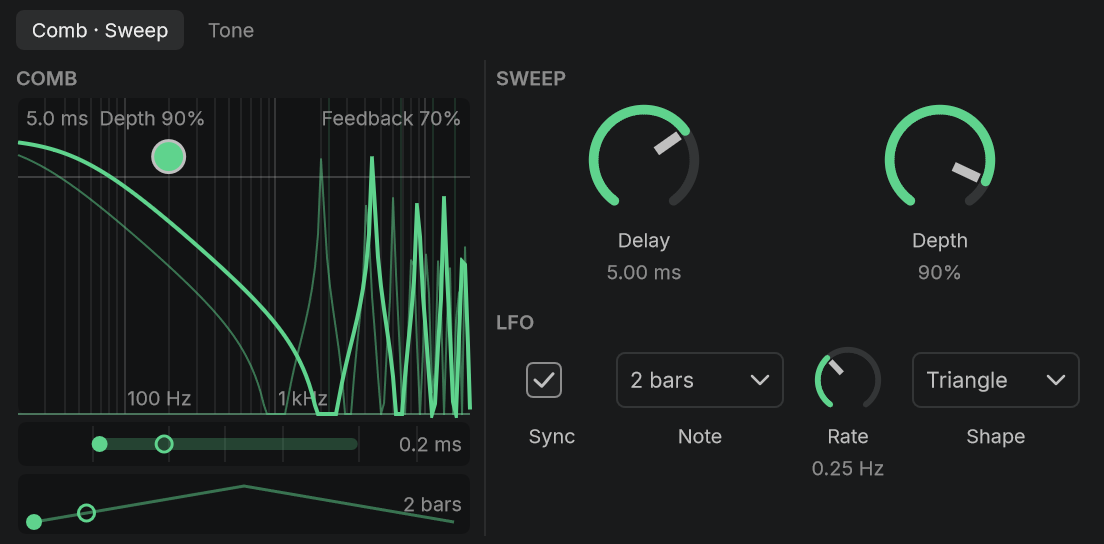 Comb · Sweep Tone
COMB
5.0 ms Depth 90% Feedback 70%
100 Hz 1 kHz
0.2 ms
2 bars
SWEEP
Delay Depth
5.00 ms 90%
LFO
2 bars Triangle
Sync Note Rate Shape
0.25 Hz